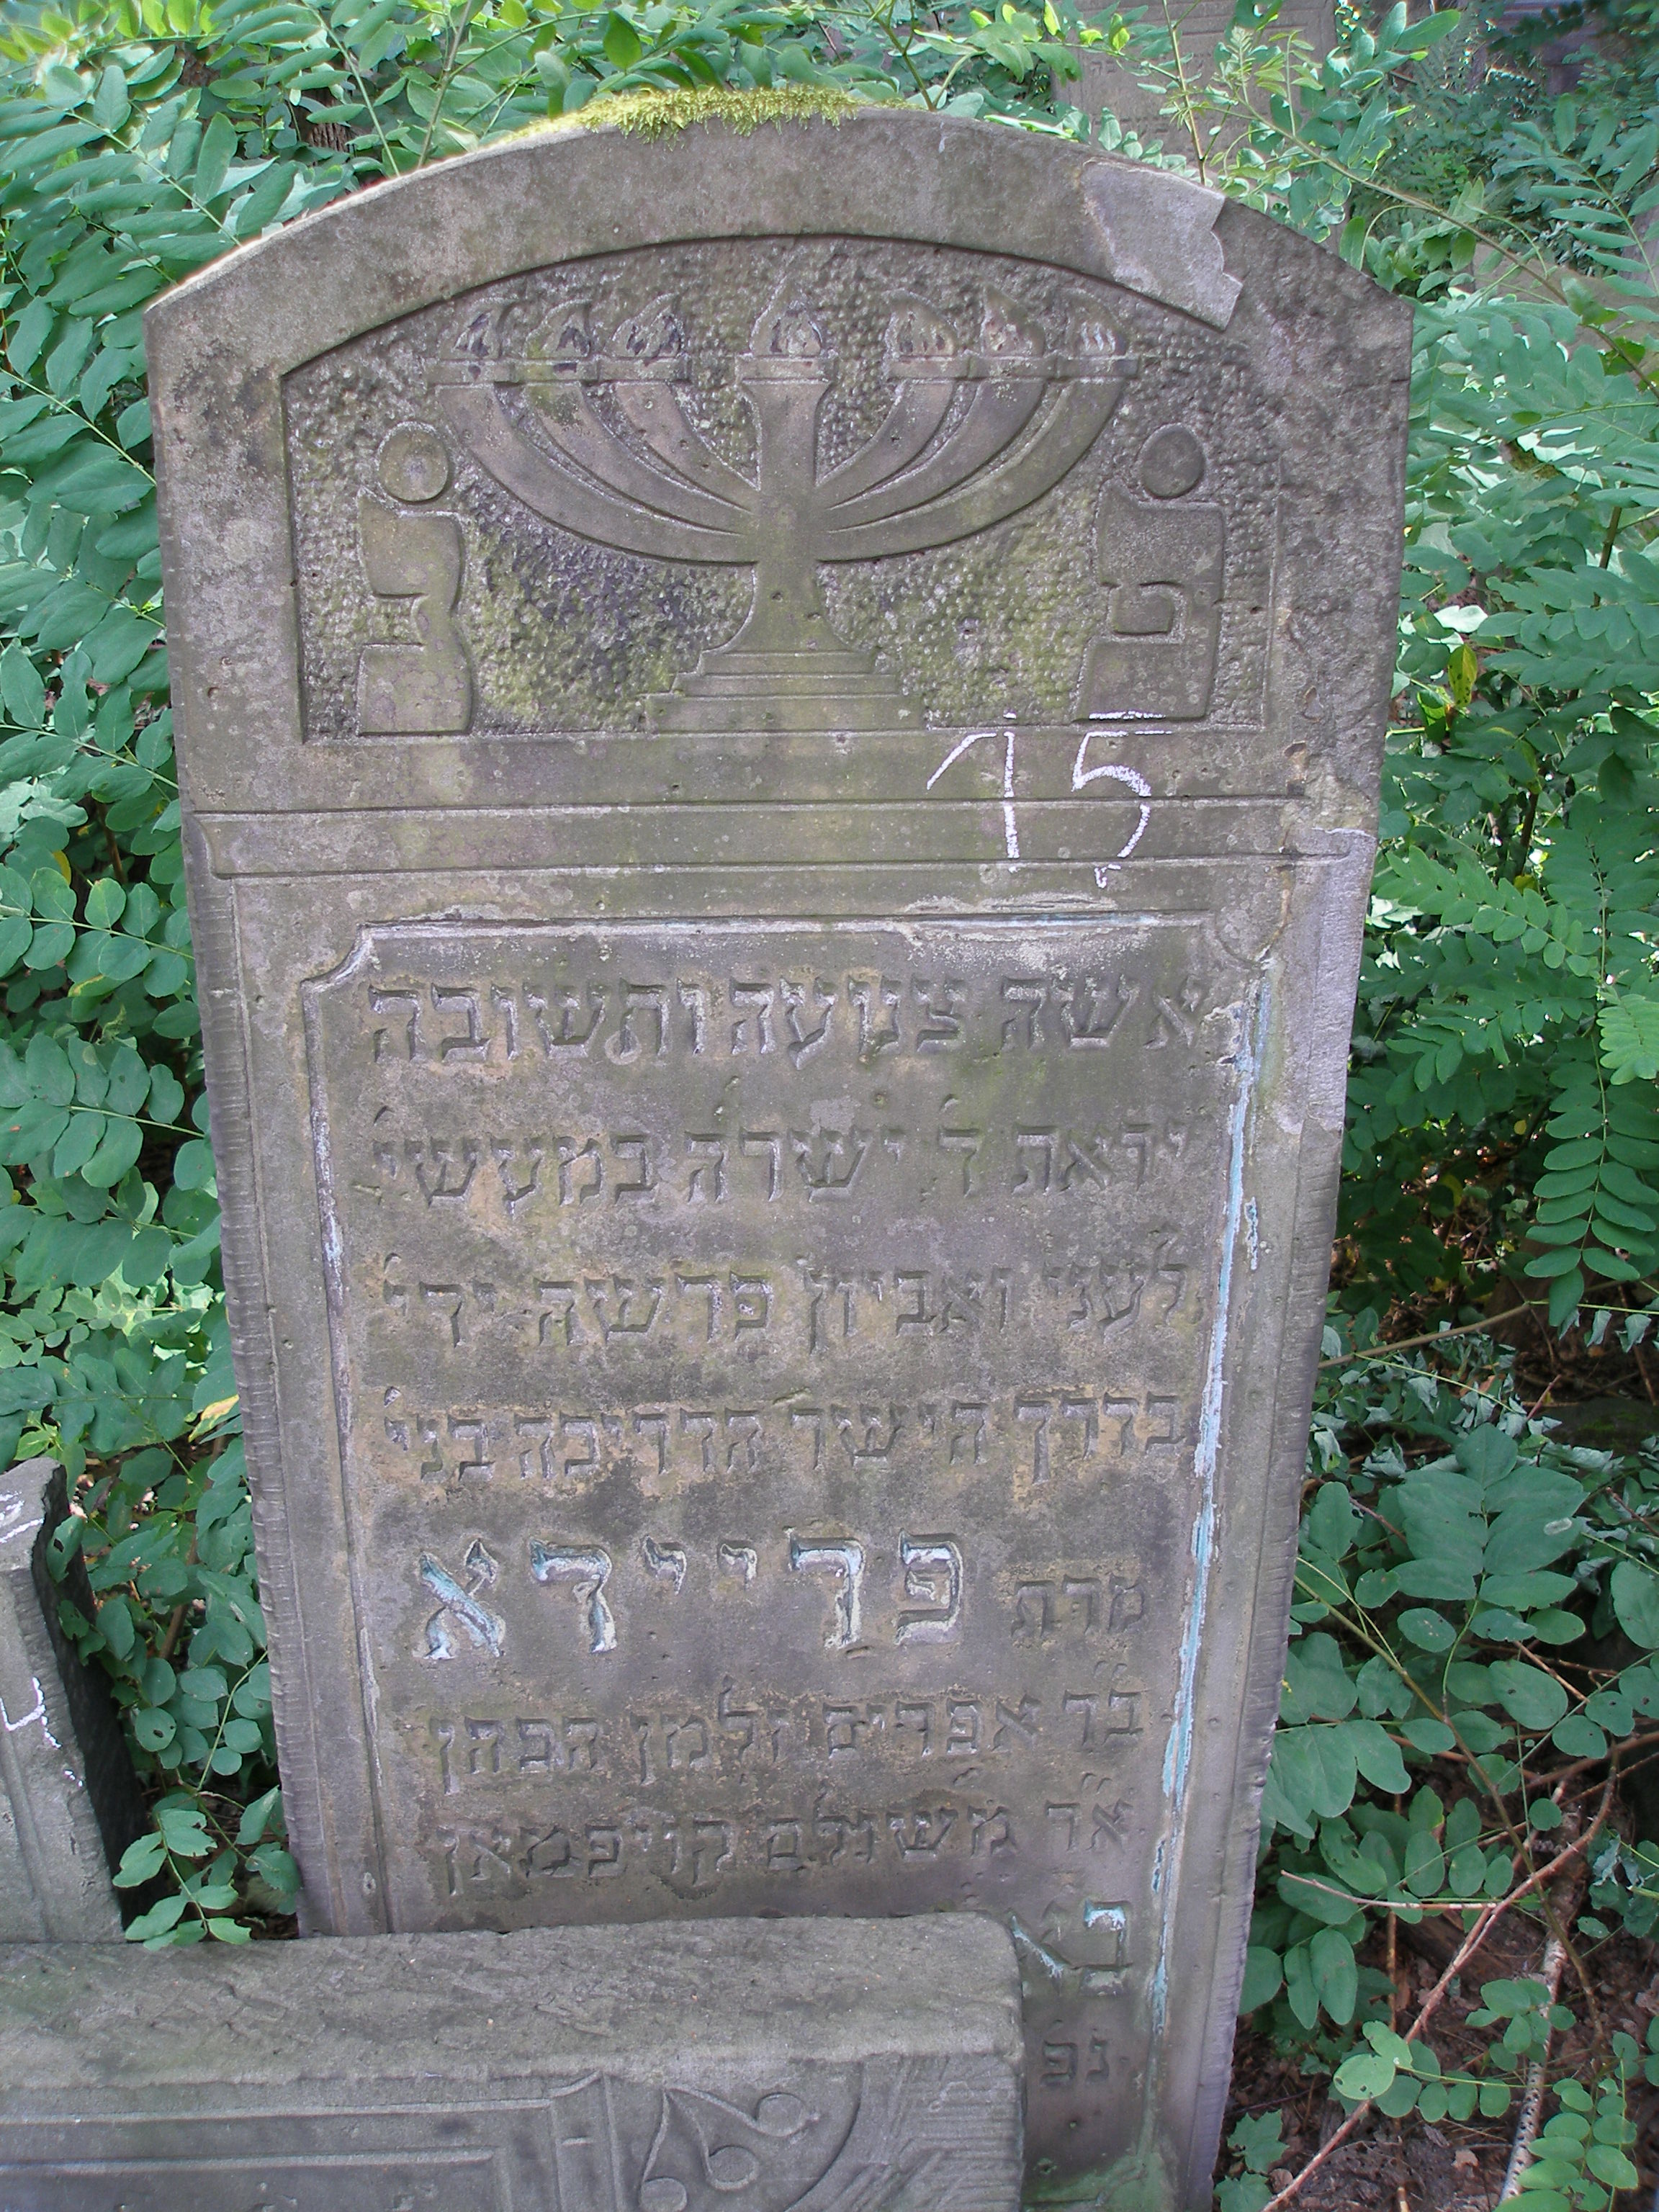 פ נ
15
אשה צנועה וחשובה
יראת ד' ישרה במעשי'
לעני ואביון פרשה ידי'
בדרך הישר הדריכה בני'
מרת פריידא
ב"ר אפרים זלמן הכהן
א"ר משולם קויפמאן